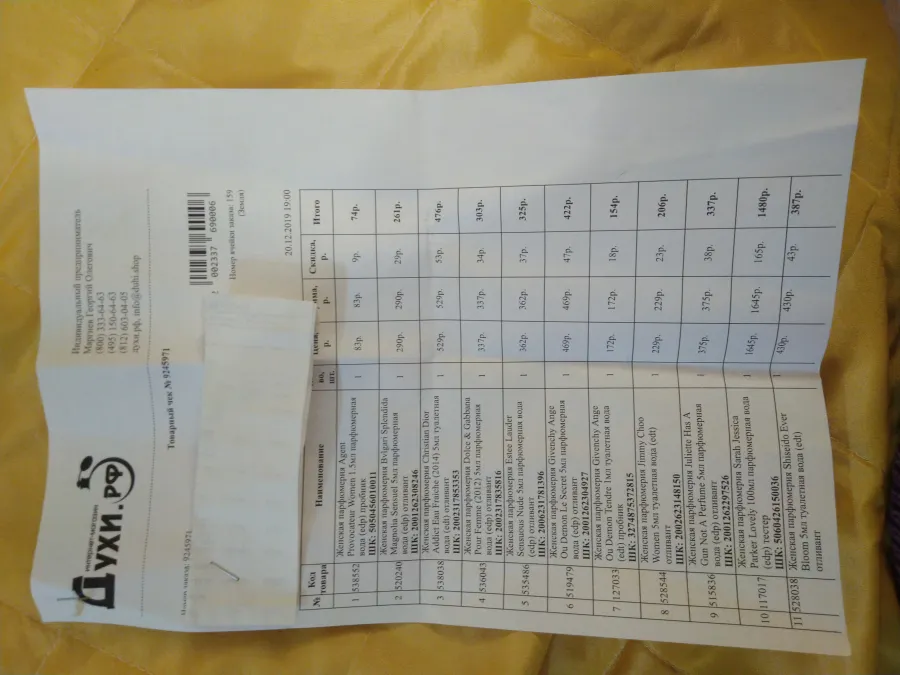 ИНТЕРНЕТ-МАГАЗИН
ДУХИ.РФ
Индивидуальный предприниматель
Маргиев Георгий Олегович
(800) 333-64-63
(495) 150-64-63
(812) 603-04-05
духи.рф, info@duhi.shop
Товарный чек № 9245971
Номер заказа: 9245971
002337 690006
Номер ячейки заказа: 159
(Земля)
20.12.2019 19:00
№ Код товара Наименование во, шт. Цена, р. р. Скидка, р. Итого
1 538552 Женская парфюмерия Agent
Provocateur Women 1.5мл парфюмерная
вода (edp) пробник
ШК: 5050456010011 1 83р. 83р. 9р. 74р.
2 520240 Женская парфюмерия Bvlgari Splendida
Magnolia Sensuel 5мл парфюмерная
вода (edp) отливант
ШК: 2001262308246 1 290р. 290р. 29р. 261р.
3 538038 Женская парфюмерия Christian Dior
Addict Eau Fraiche (2014) 5мл туалетная
вода (edt) отливант
ШК: 2002317853353 1 529р. 529р. 53р. 476р.
4 536043 Женская парфюмерия Dolce & Gabbana
Pour Femme (2012) 5мл парфюмерная
вода (edp) отливант
ШК: 2002317835816 1 337р. 337р. 34р. 303р.
5 535486 Женская парфюмерия Estee Lauder
Sensuous Nude 5мл парфюмерная вода
(edp) отливант
ШК: 2002631781396 1 362р. 362р. 37р. 325р.
6 519479 Женская парфюмерия Givenchy Ange
Ou Demon Le Secret 5мл парфюмерная
вода (edp) отливант
ШК: 2001262304927 1 469р. 469р. 47р. 422р.
7 127033 Женская парфюмерия Givenchy Ange
Ou Demon Tendre 1мл туалетная вода
(edt) пробник
ШК: 3274875372815 1 172р. 172р. 18р. 154р.
8 528544 Женская парфюмерия Jimmy Choo
Women 5мл туалетная вода (edt)
отливант
ШК: 2002623148150 1 229р. 229р. 23р. 206р.
9 515836 Женская парфюмерия Juliette Has A
Gun Not A Perfume 5мл парфюмерная
вода (edp) отливант
ШК: 2001262297526 1 375р. 375р. 38р. 337р.
10 117017 Женская парфюмерия Sarah Jessica
Parker Lovely 100мл парфюмерная вода
(edp) тестер
ШК: 5060426150036 1 1645р. 1645р. 165р. 1480р.
11 528038 Женская парфюмерия Shiseido Ever
Bloom 5мл туалетная вода (edt)
отливант 1 430р. 430р. 43р. 387р.